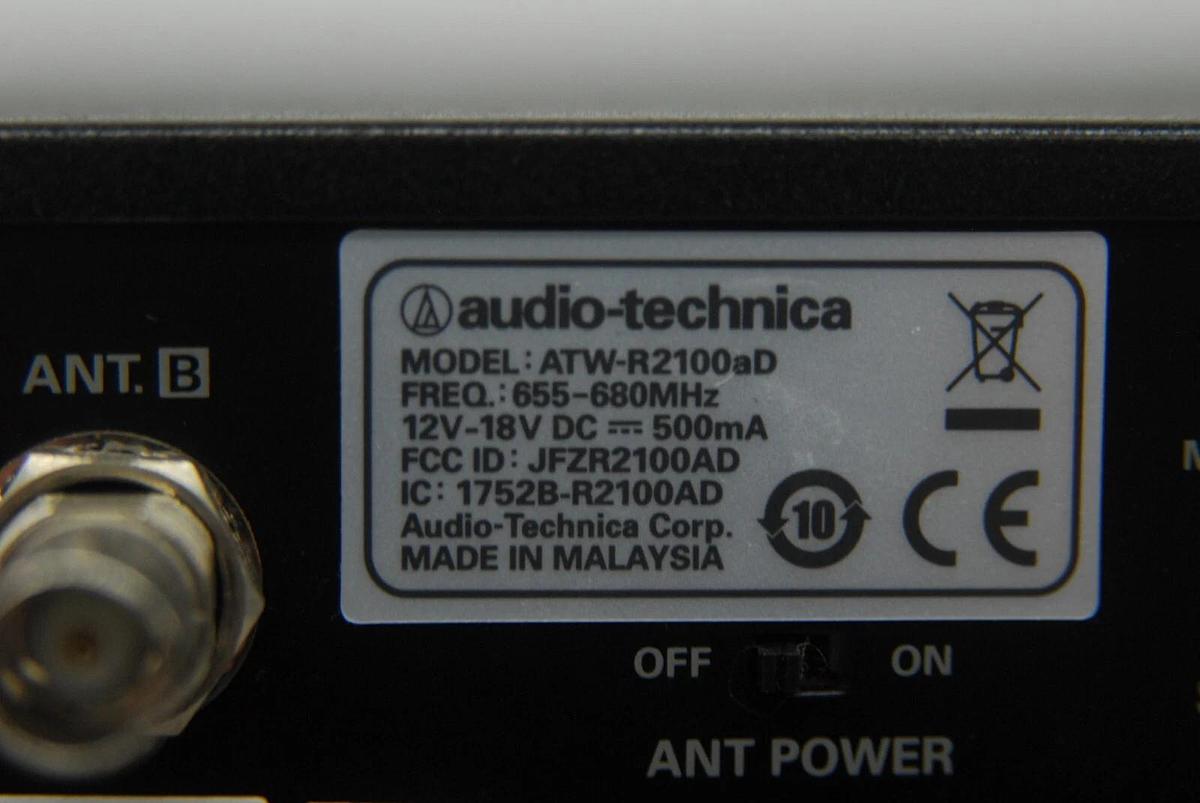 audio-technica
MODEL: ATW-R2100aD
FREQ.: 655-680MHz
12V-18V DC ⎓ 500mA
FCC ID: JFZR2100AD
IC: 1752B-R2100AD
Audio-Technica Corp.
MADE IN MALAYSIA
10
CE
ANT. B
OFF
ON
ANT POWER